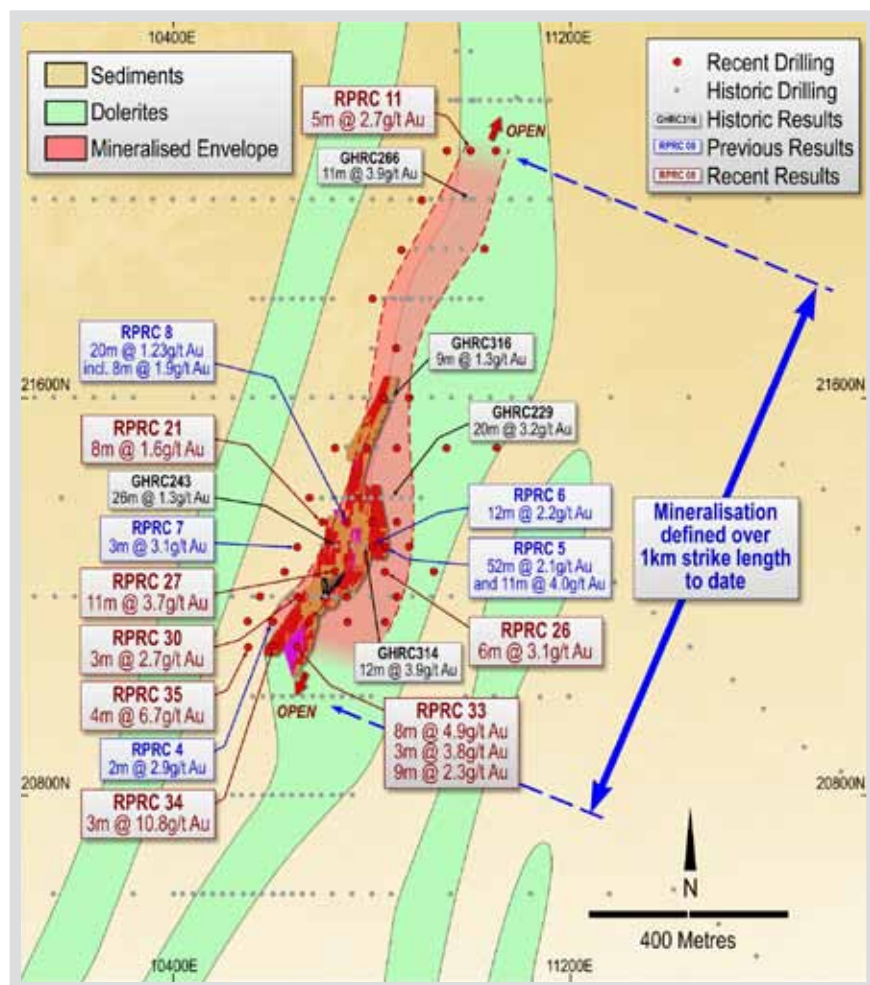 10400E
11200E
Sediments
Dolerites
Mineralised Envelope
Recent Drilling
Historic Drilling
GHRC316
Historic Results
RPRC 08
Previous Results
RPRC 08
Recent Results
RPRC 11
5m @ 2.7g/t Au
OPEN
GHRC266
11m @ 3.9g/t Au
RPRC 8
20m @ 1.23g/t Au
incl. 8m @ 1.9g/t Au
GHRC316
9m @ 1.3g/t Au
21600N
21600N
RPRC 21
8m @ 1.6g/t Au
GHRC229
20m @ 3.2g/t Au
GHRC243
26m @ 1.3g/t Au
RPRC 6
12m @ 2.2g/t Au
RPRC 7
3m @ 3.1g/t Au
RPRC 5
52m @ 2.1g/t Au
and 11m @ 4.0g/t Au
Mineralisation
defined over
1km strike length
to date
RPRC 27
11m @ 3.7g/t Au
RPRC 26
6m @ 3.1g/t Au
RPRC 30
3m @ 2.7g/t Au
GHRC314
12m @ 3.9g/t Au
RPRC 35
4m @ 6.7g/t Au
OPEN
RPRC 33
8m @ 4.9g/t Au
3m @ 3.8g/t Au
9m @ 2.3g/t Au
RPRC 4
2m @ 2.9g/t Au
RPRC 34
3m @ 10.8g/t Au
20800N
20800N
N
400 Metres
10400E
11200E